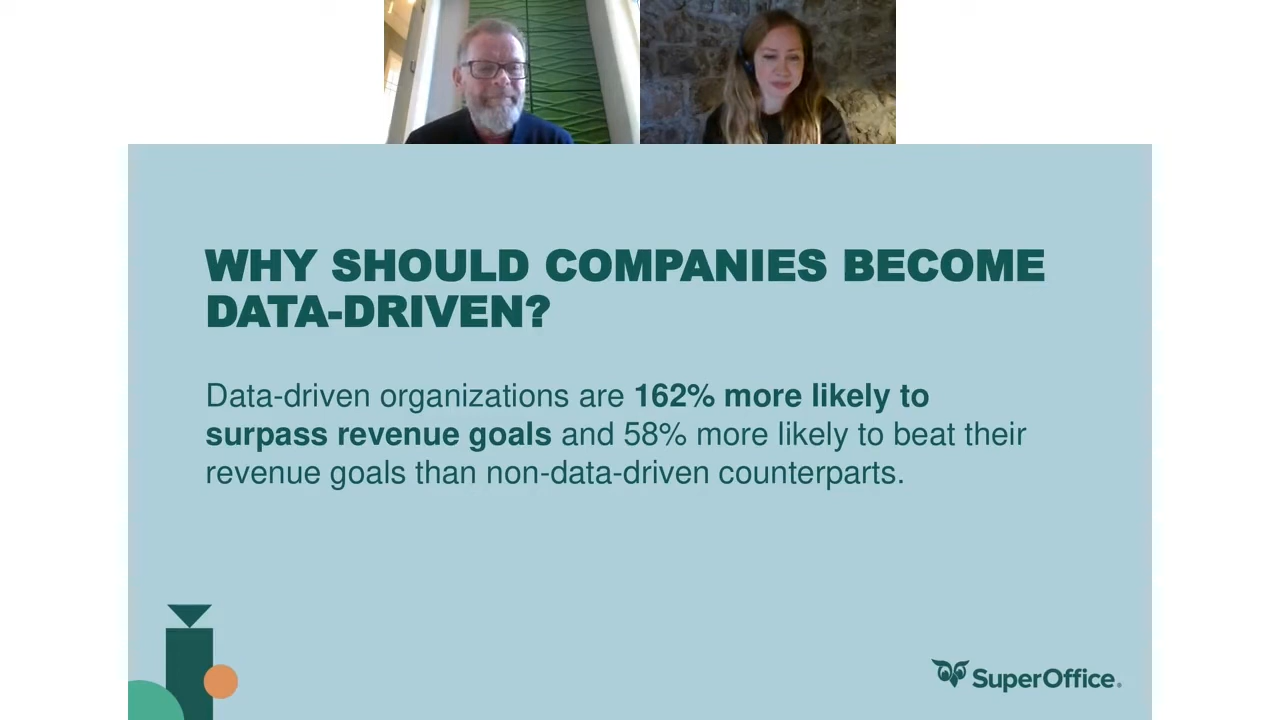 WHY SHOULD COMPANIES BECOME
DATA-DRIVEN?
Data-driven organizations are 162% more likely to
surpass revenue goals and 58% more likely to beat their
revenue goals than non-data-driven counterparts.
SuperOffice®